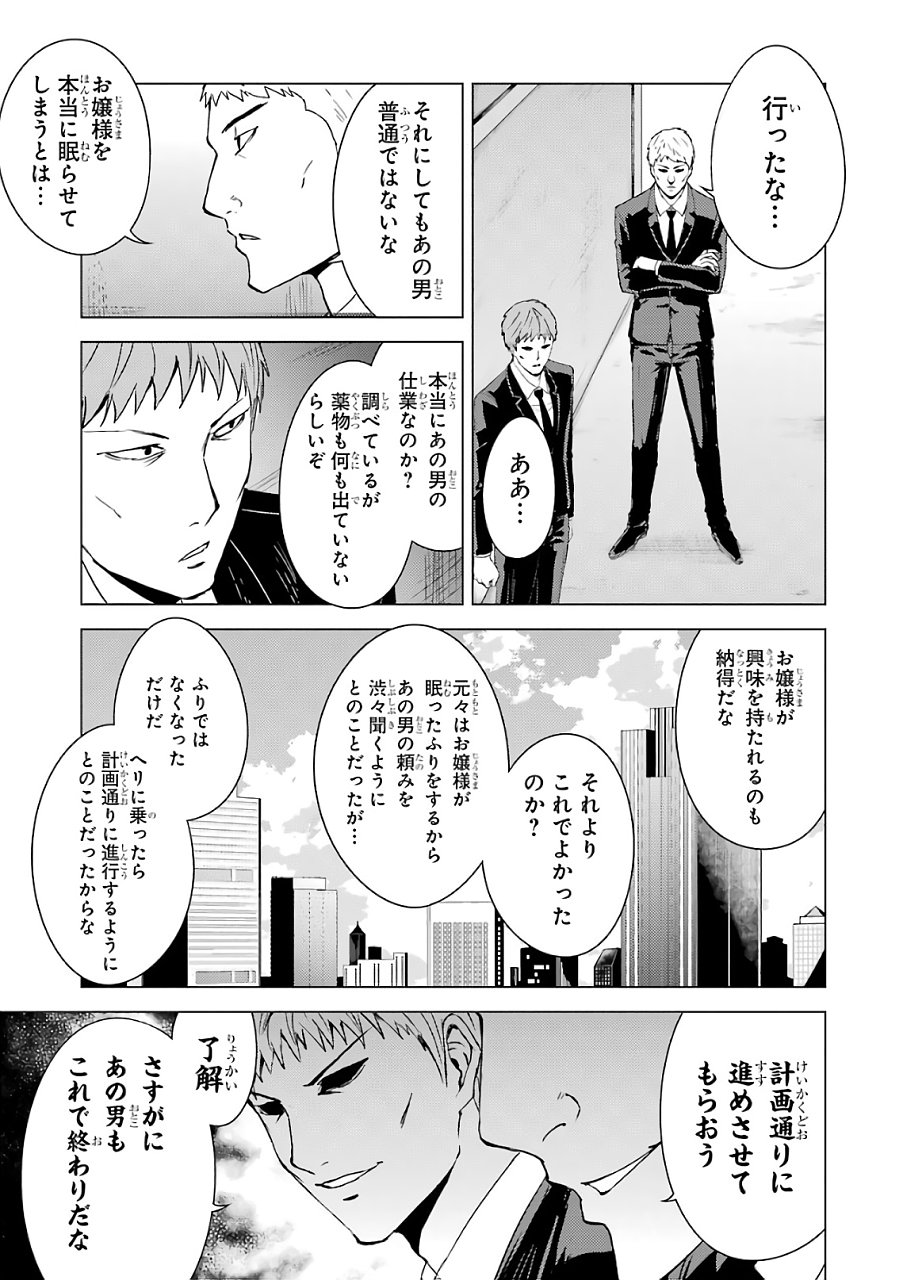 行ったな…
ああ…
それにしてもあの男
普通ではないな
お嬢様を
本当に眠らせて
しまうとは…
本当にあの男の
仕業なのか？
調べているが
薬物も何も出ていない
らしいぞ
お嬢様が
興味を持たれるのも
納得だな
それより
これでよかった
のか？
元々はお嬢様が
眠ったふりをするから
あの男の頼みを
渋々聞くように
とのことだったが…
ふりでは
なくなった
だけだ
ヘリに乗ったら
計画通りに進行するように
とのことだったからな
計画通りに
進めさせて
もらおう
了解
さすがに
あの男も
これで終わりだな